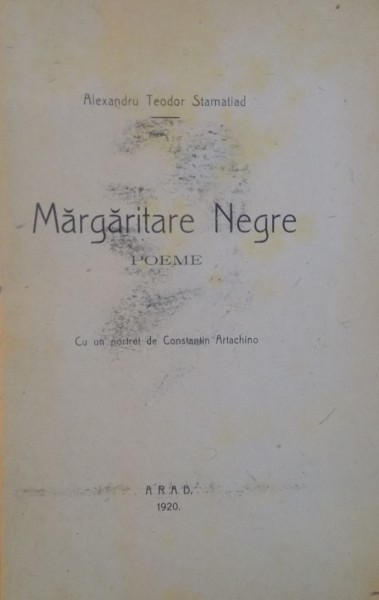 Alexandru Teodor Stamatiad
Mărgăritare Negre
POEME
Cu un portret de Constantin Artachino
ARAD.
1920.